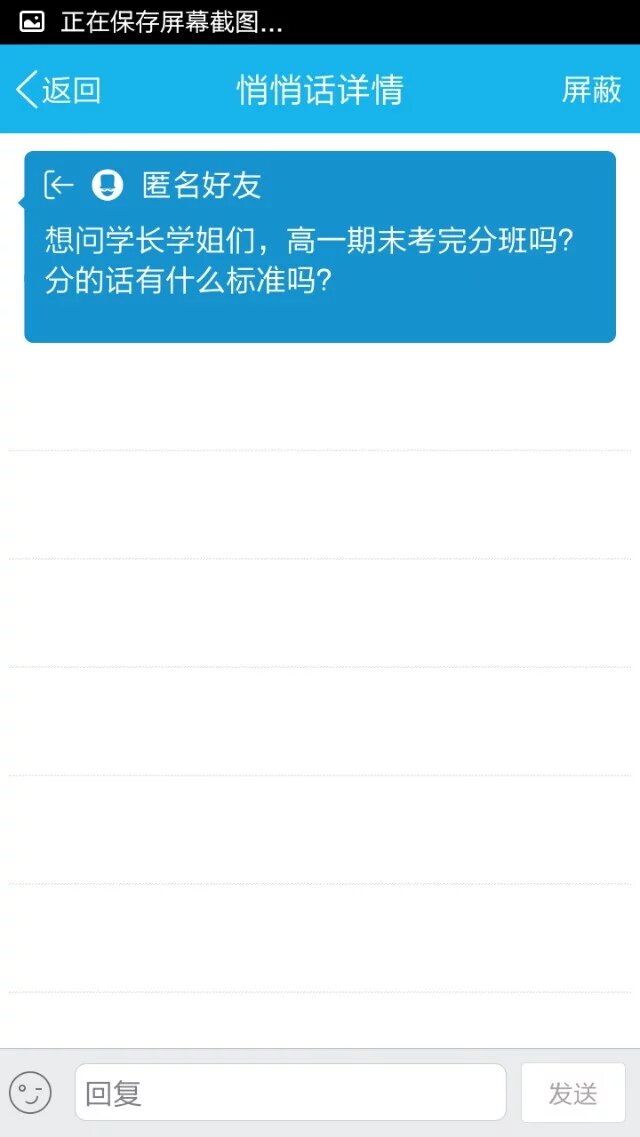 正在保存屏幕截图...
返回 悄悄话详情 屏蔽
匿名好友
想问学长学姐们，高一期末考完分班吗？
分的话有什么标准吗？
回复 发送